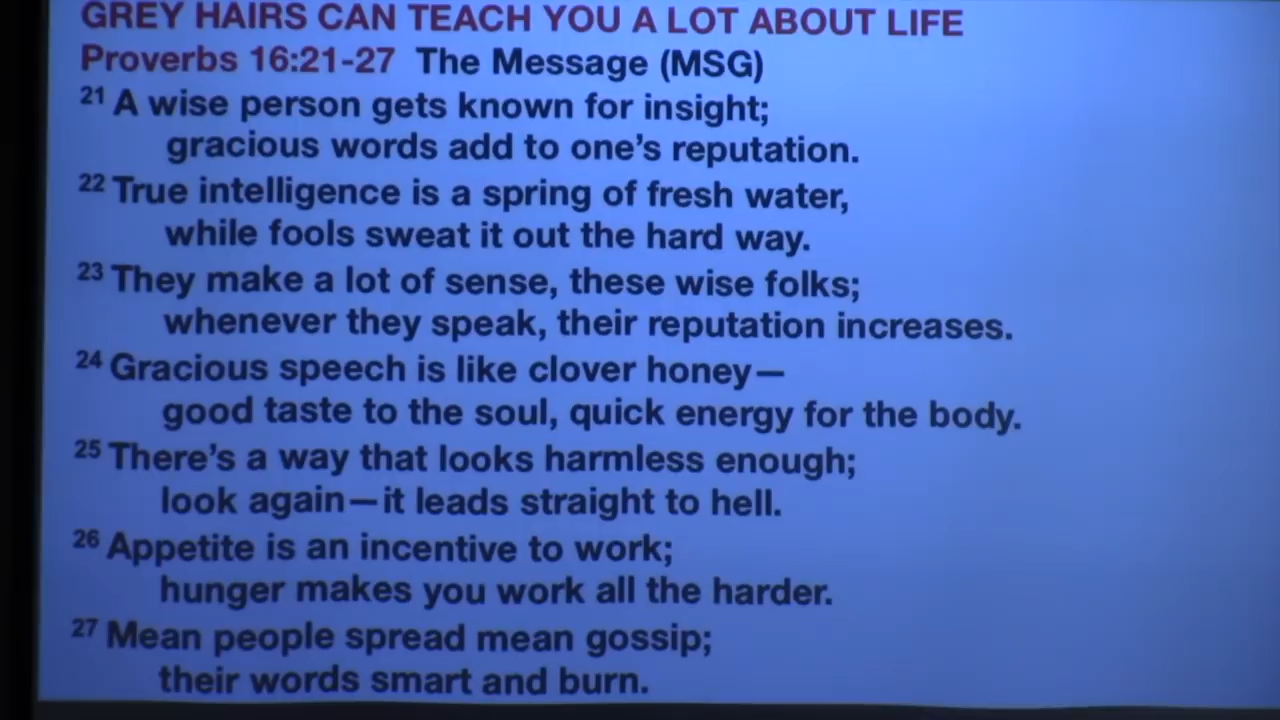 GREY HAIRS CAN TEACH YOU A LOT ABOUT LIFE
Proverbs 16:21-27 The Message (MSG)
21 A wise person gets known for insight;
gracious words add to one’s reputation.
22 True intelligence is a spring of fresh water,
while fools sweat it out the hard way.
23 They make a lot of sense, these wise folks;
whenever they speak, their reputation increases.
24 Gracious speech is like clover honey—
good taste to the soul, quick energy for the body.
25 There’s a way that looks harmless enough;
look again—it leads straight to hell.
26 Appetite is an incentive to work;
hunger makes you work all the harder.
27 Mean people spread mean gossip;
their words smart and burn.